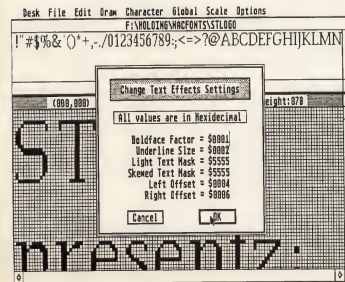 Desk File Edit Draw Character Global Scale Options
F:\HOLDING\MACFONTS\STLOGO
!"#$%&'()*+,-./0123456789:;<=>?@ABCDEFGHIJKLMN
(000,000)
eight:078
Change Text Effects Settings
All values are in Hexidecimal
Boldface Factor = $0001
Underline Size = $0002
Light Text Mask = $5555
Skewed Text Mask = $5555
Left Offset = $0004
Right Offset = $0006
Cancel
OK
ST
presentz: